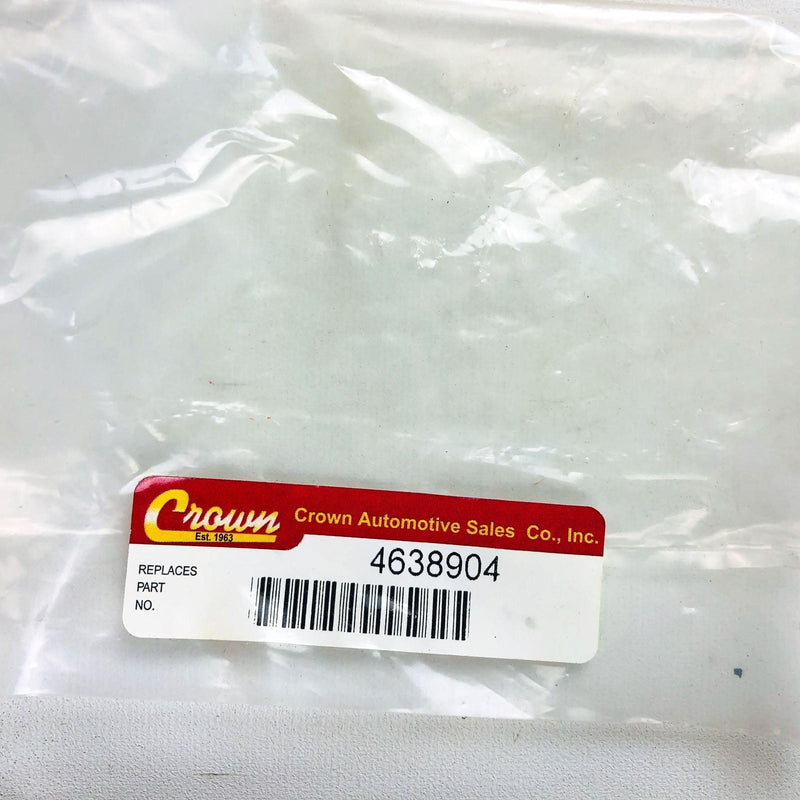 Crown
Est. 1963
Crown Automotive Sales Co., Inc.
4638904
REPLACES
PART
NO.